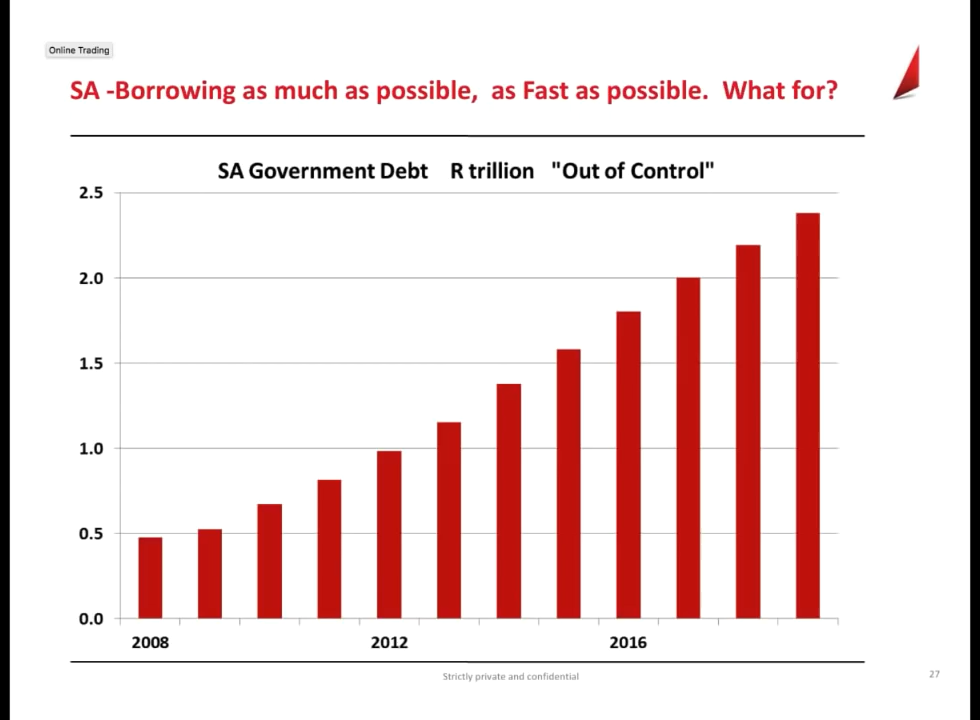 Online Trading
SA -Borrowing as much as possible,  as Fast as possible.  What for?
SA Government Debt    R trillion   "Out of Control"
2.5
2.0
1.5
1.0
0.5
0.0
2008 2012 2016
Strictly private and confidential
27